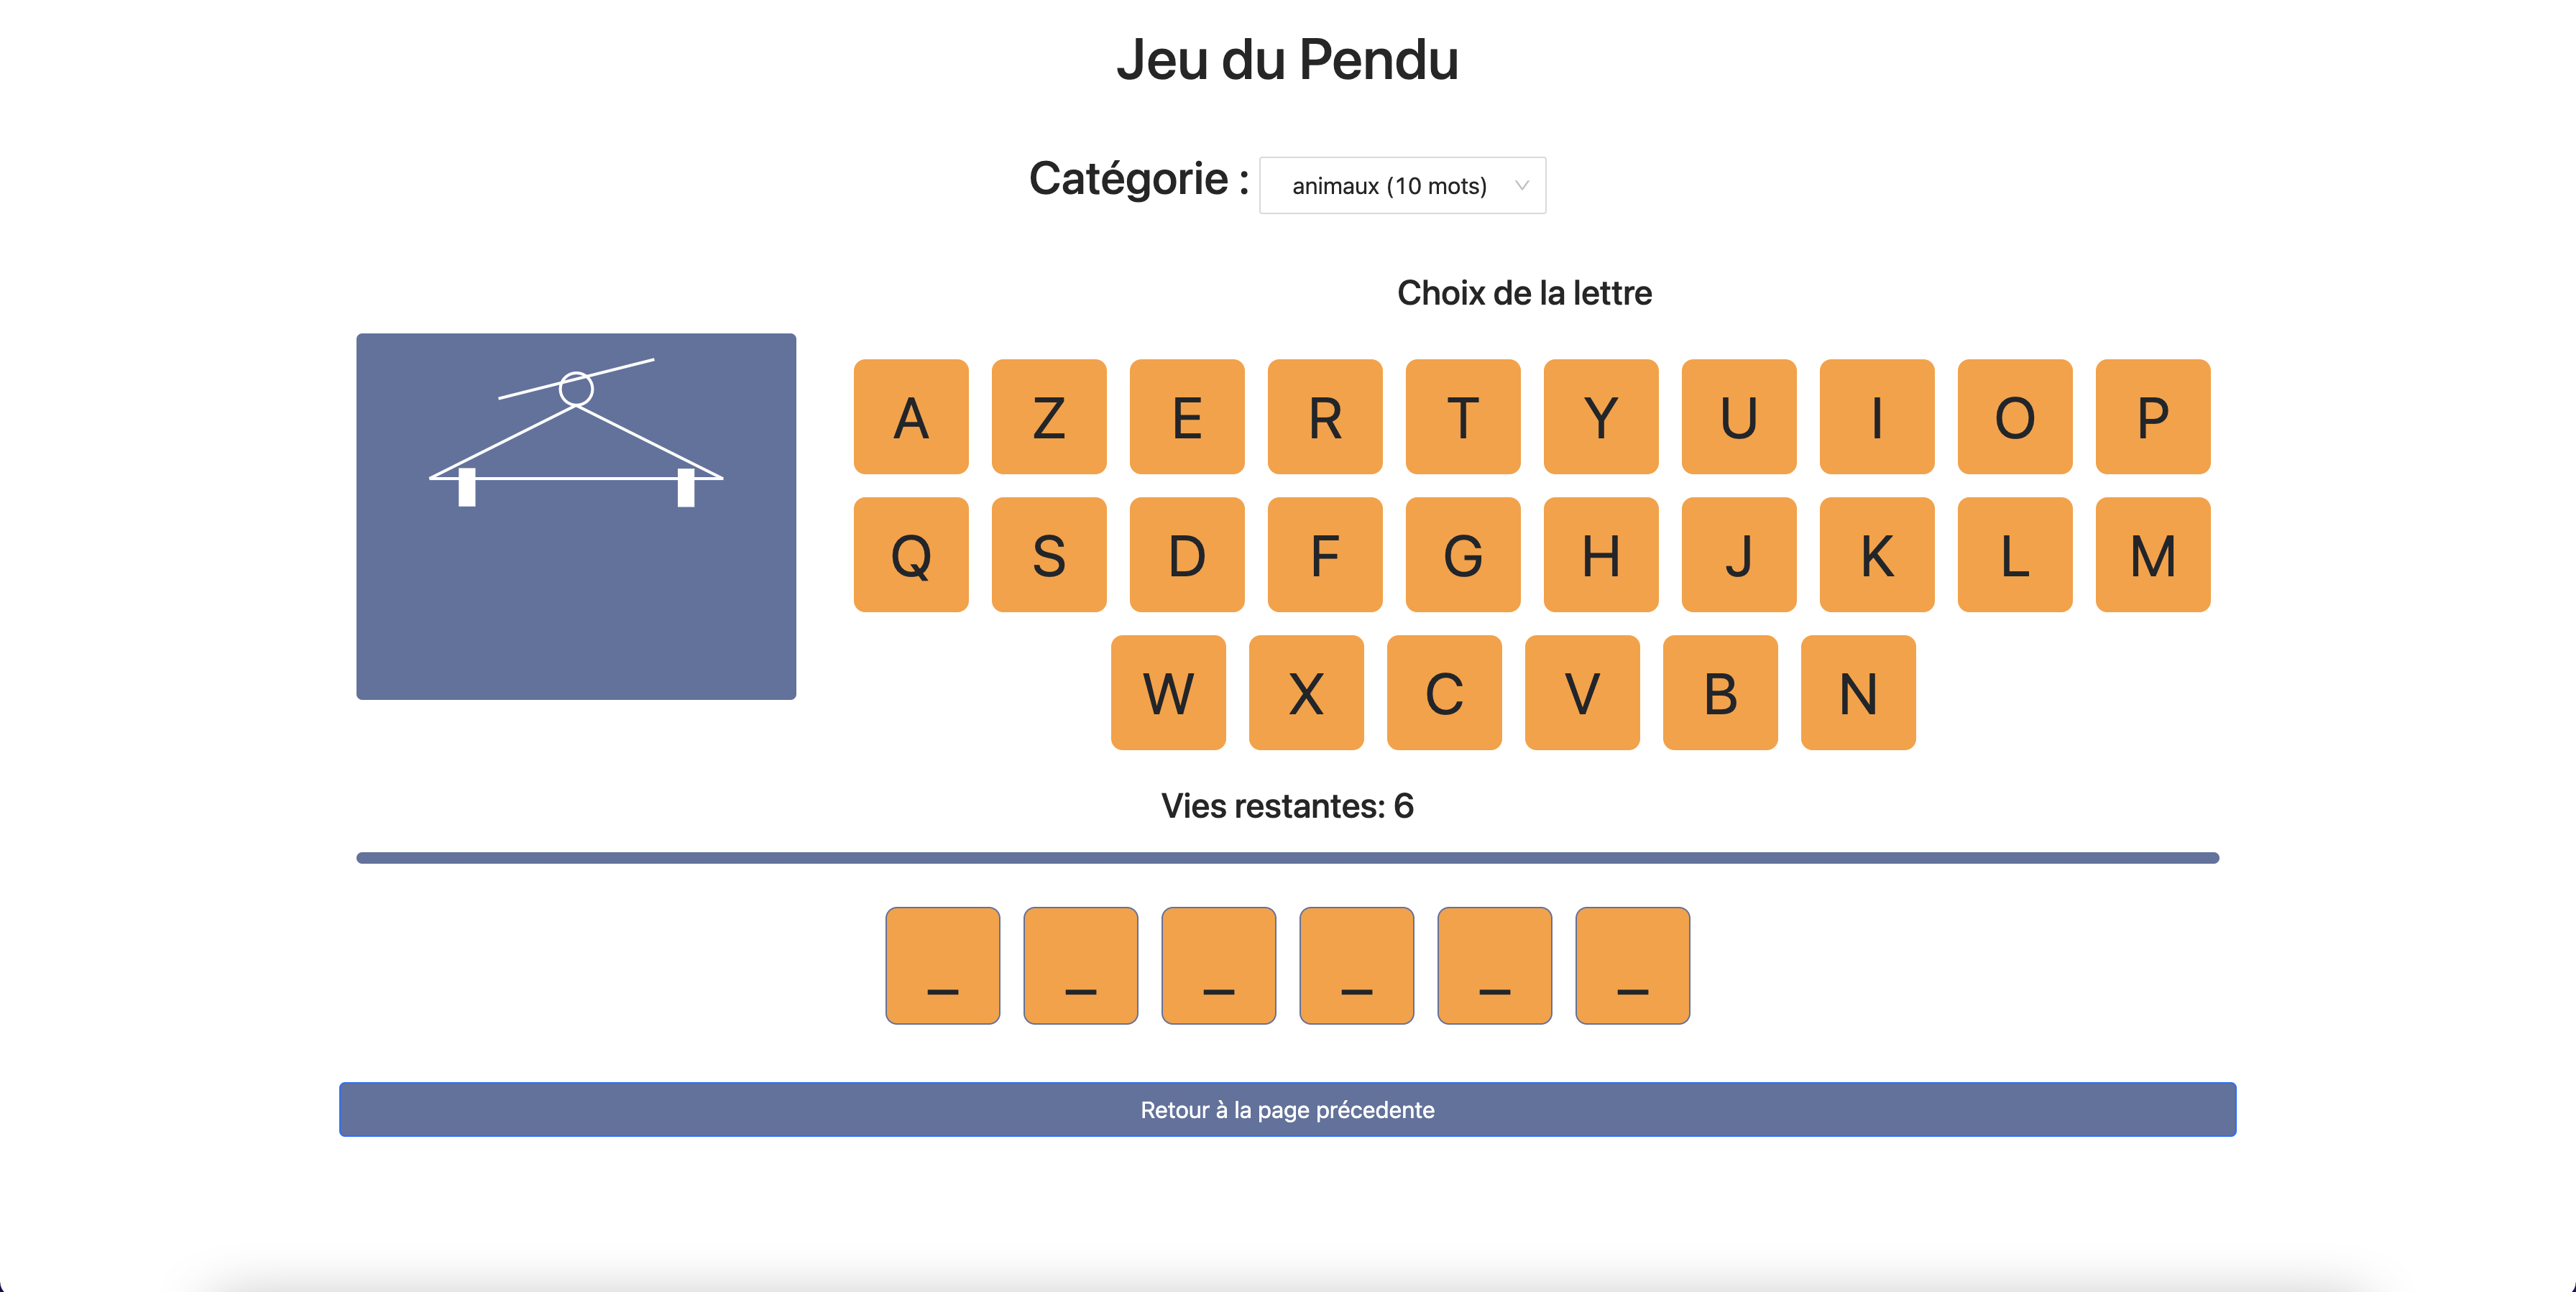 Jeu du Pendu
Catégorie : animaux (10 mots)
Choix de la lettre
A Z E R T Y U I O P
Q S D F G H J K L M
W X C V B N
Vies restantes: 6
_ _ _ _ _ _
Retour à la page précedente